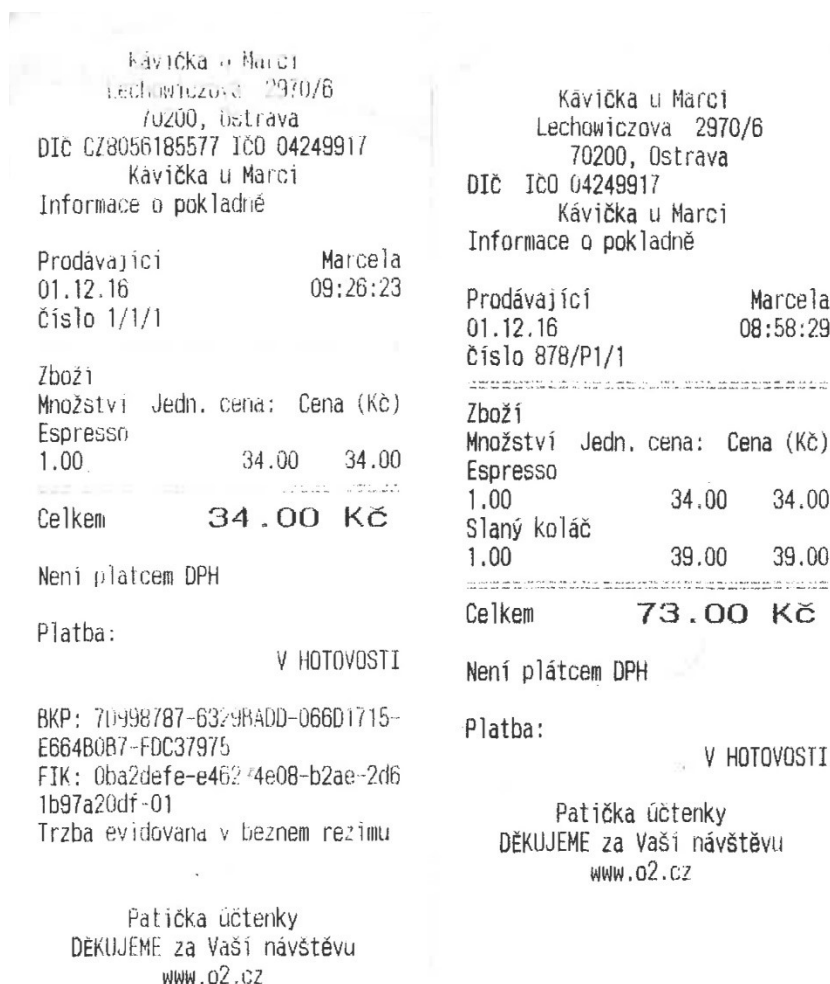 Kávička u Marci
Lechowiczova 2970/6
70200, Ostrava
DIČ CZ8056185577 IČO 04249917
Kávička u Marci
Informace o pokladně
Prodávající Marcela
01.12.16 09:26:23
číslo 1/1/1
Zboží
Množství Jedn. cena: Cena (Kč)
Espresso
1.00 34.00 34.00
Celkem 34.00 Kč
Není plátcem DPH
Platba:
V HOTOVOSTI
BKP: 7D998787-6329BADD-066D1715-
E664B0B7-FDC37975
FIK: 0ba2defe-e462-4e08-b2ae-2d6
1b97a20df-01
Trzba evidovana v beznem rezimu
Patička účtenky
DĚKUJEME za Vaší návštěvu
www.o2.cz
Kávička u Marci
Lechowiczova 2970/6
70200, Ostrava
DIČ IČO 04249917
Kávička u Marci
Informace o pokladně
Prodávající Marcela
01.12.16 08:58:29
číslo 878/P1/1
Zboží
Množství Jedn. cena: Cena (Kč)
Espresso
1.00 34.00 34.00
Slaný koláč
1.00 39.00 39.00
Celkem 73.00 Kč
Není plátcem DPH
Platba:
V HOTOVOSTI
Patička účtenky
DĚKUJEME za Vaší návštěvu
www.o2.cz